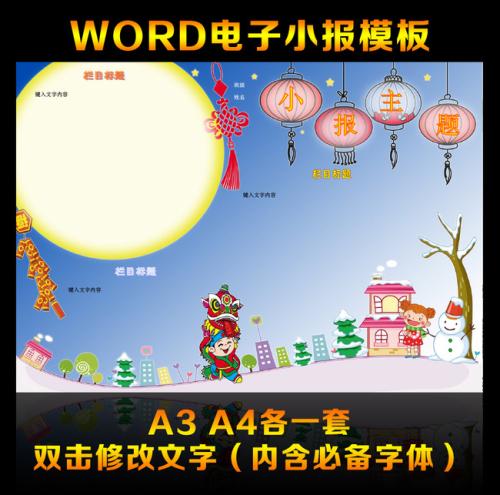 WORD电子小报模板
栏目标题
键入文字内容
班级
姓名
小报主题
栏目标题
键入文字内容
栏目标题
键入文字内容
A3 A4各一套
双击修改文字（内含必备字体）